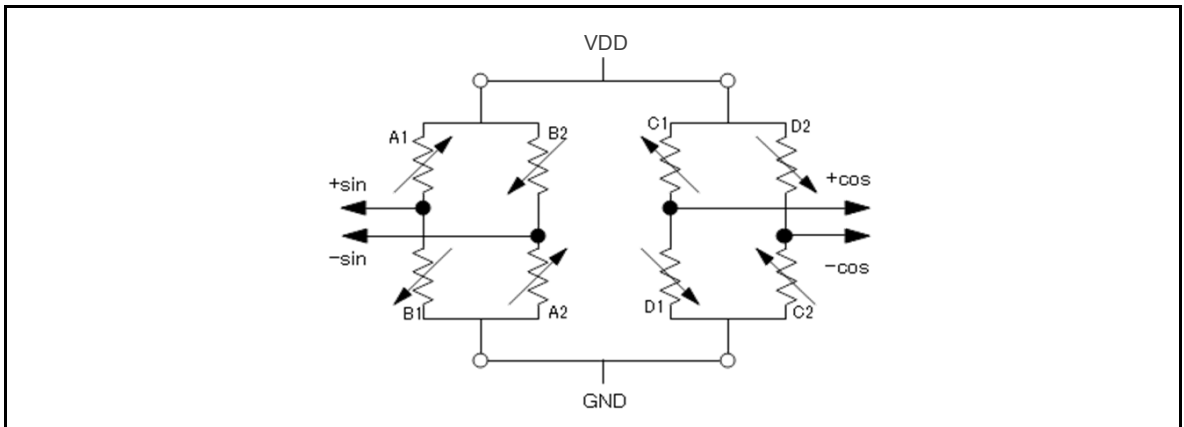 VDD
A1
B2
C1
D2
+sin
+cos
-sin
-cos
B1
A2
D1
C2
GND